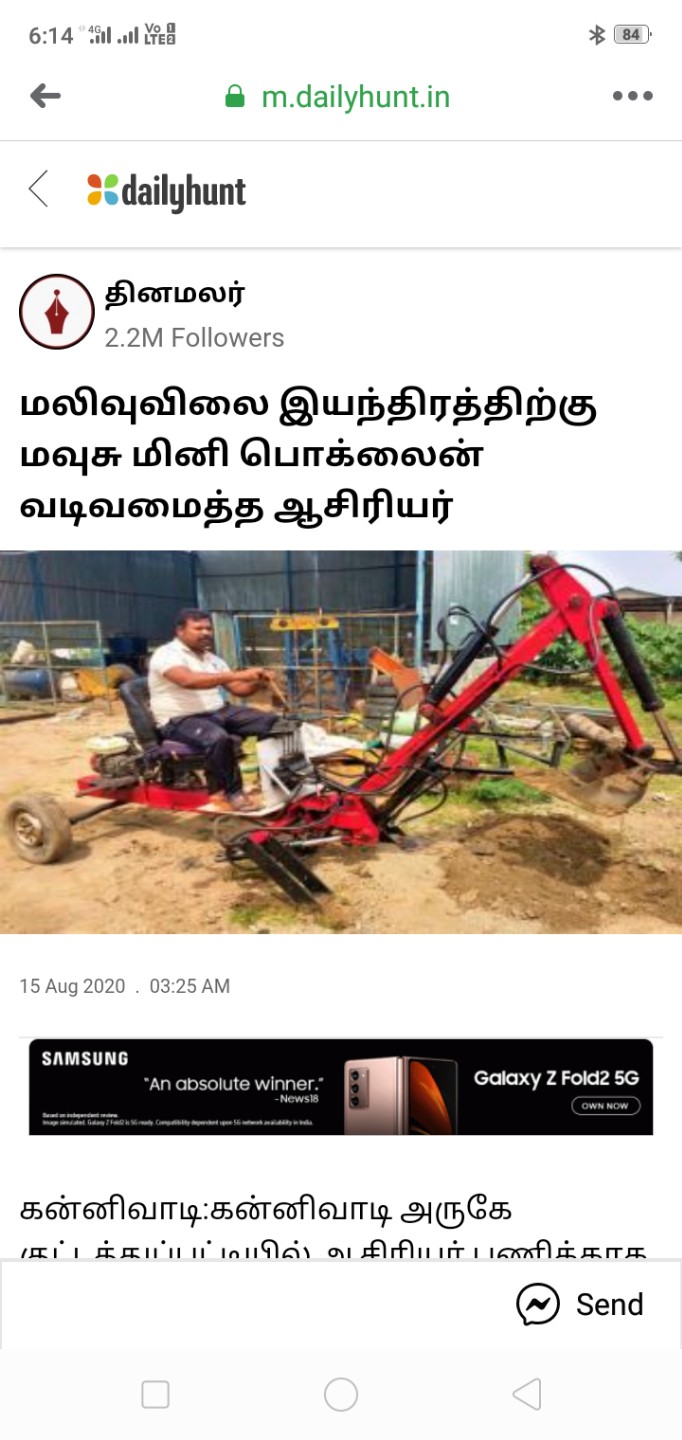 6:14 4G Vo 1 LTE 2 84
m.dailyhunt.in
dailyhunt
தினமலர்
2.2M Followers
மலிவுவிலை இயந்திரத்திற்கு
மவுசு மினி பொக்லைன்
வடிவமைத்த ஆசிரியர்
15 Aug 2020 . 03:25 AM
SAMSUNG
"An absolute winner."
-News18
Based on independent review.
Image simulated. Galaxy Z Fold2 is 5G ready. Compatibility dependent upon 5G network availability in India.
Galaxy Z Fold2 5G
OWN NOW
கன்னிவாடி:கன்னிவாடி அருகே
Send